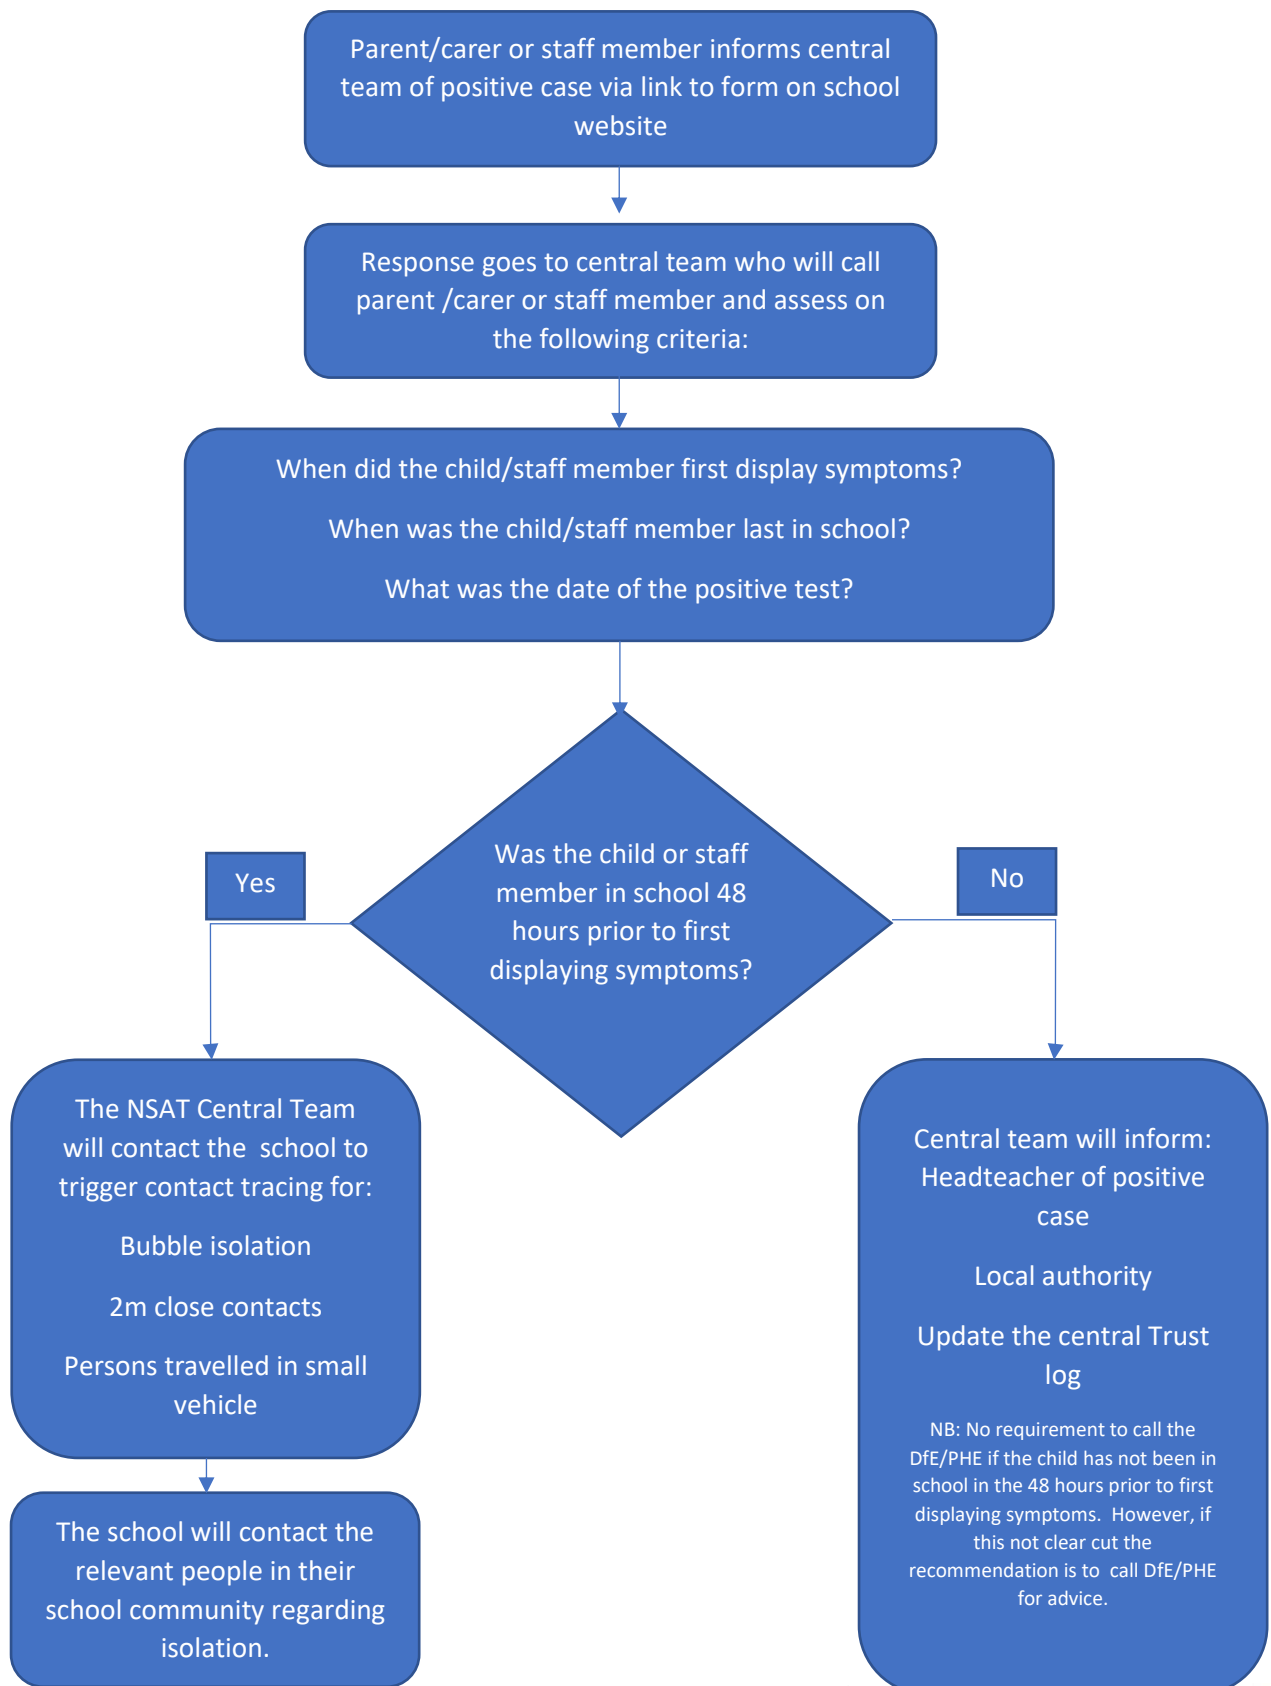 Parent/carer or staff member informs central
team of positive case via link to form on school
website
Response goes to central team who will call
parent /carer or staff member and assess on
the following criteria:
When did the child/staff member first display symptoms?
When was the child/staff member last in school?
What was the date of the positive test?
Was the child or staff
member in school 48
hours prior to first
displaying symptoms?
Yes
No
The NSAT Central Team
will contact the  school to
trigger contact tracing for:
Bubble isolation
2m close contacts
Persons travelled in small
vehicle
The school will contact the
relevant people in their
school community regarding
isolation.
Central team will inform:
Headteacher of positive
case
Local authority
Update the central Trust
log
NB: No requirement to call the
DfE/PHE if the child has not been in
school in the 48 hours prior to first
displaying symptoms.  However, if
this not clear cut the
recommendation is to  call DfE/PHE
for advice.